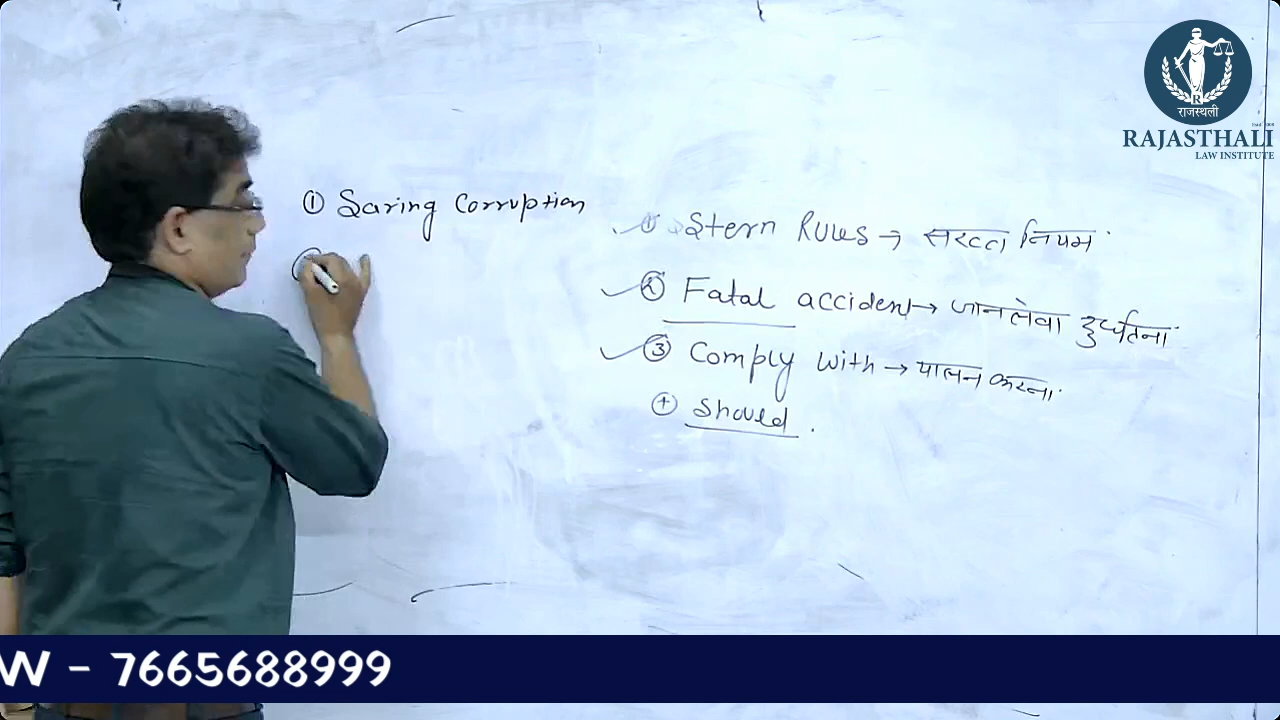 राजस्थली
RAJASTHALI
LAW INSTITUTE
① Saring Corruption
① Stern Rules → सख्त नियम
② Fatal accident → जानलेवा दुर्घटना
③ Comply with → पालन करना
④ Should.
W - 7665688999